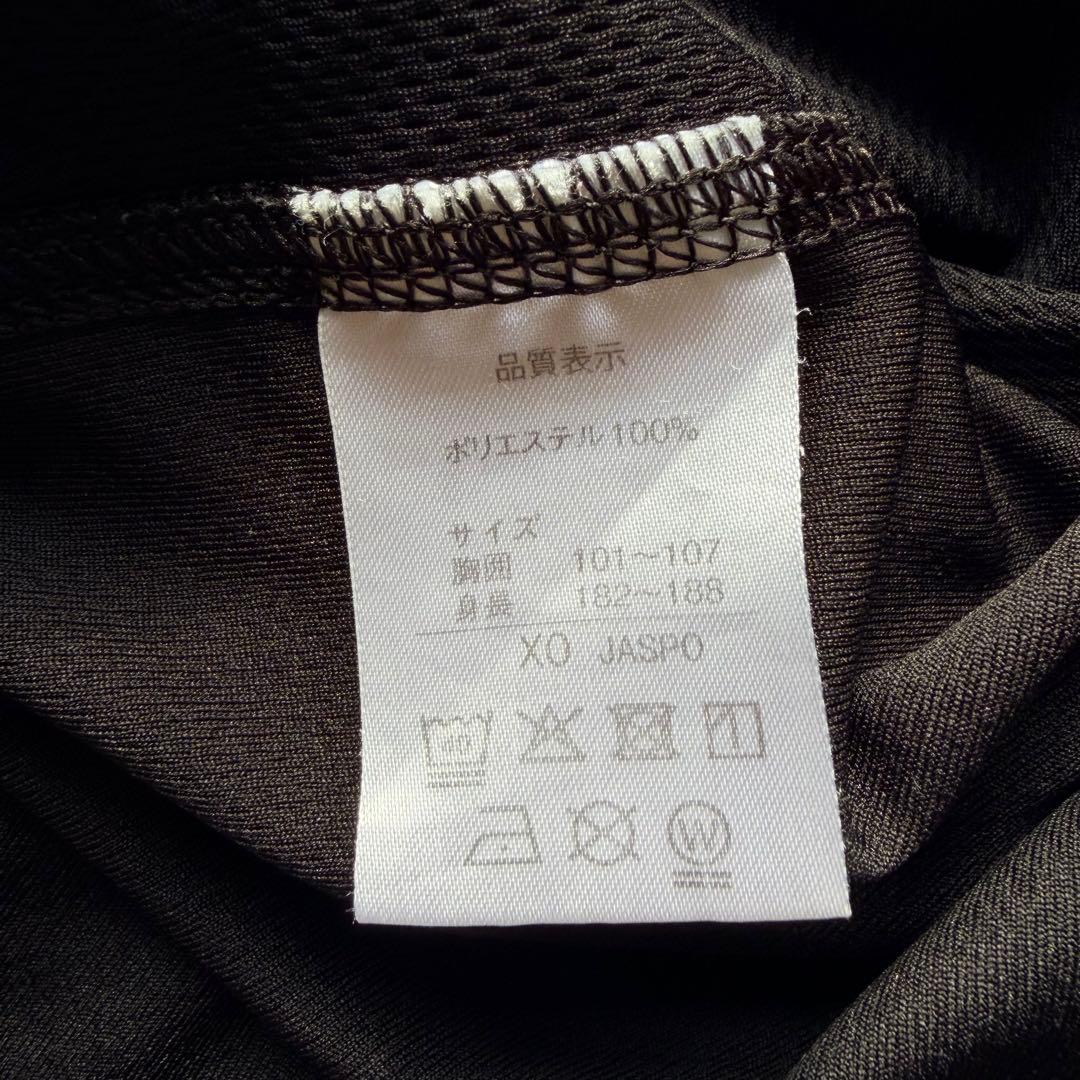 品質表示
ポリエステル100%
サイズ
胸囲 101～107
身長 182～188
XO JASPO
40
W